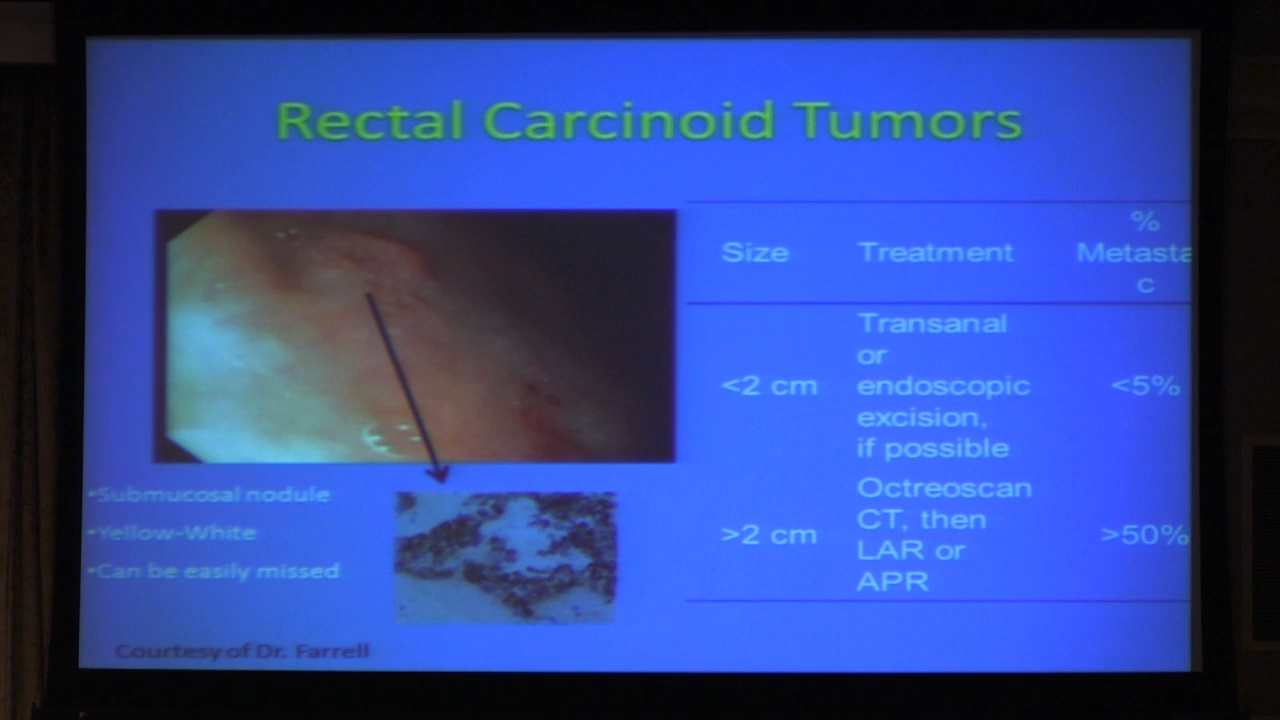 Rectal Carcinoid Tumors
Size Treatment %
Metasta
c
<2 cm Transanal
or
endoscopic
excision,
if possible
<5%
>2 cm Octreoscan
CT, then
LAR or
APR
>50%
•Submucosal nodule
•Yellow-White
•Can be easily missed
Courtesy of Dr. Farrell